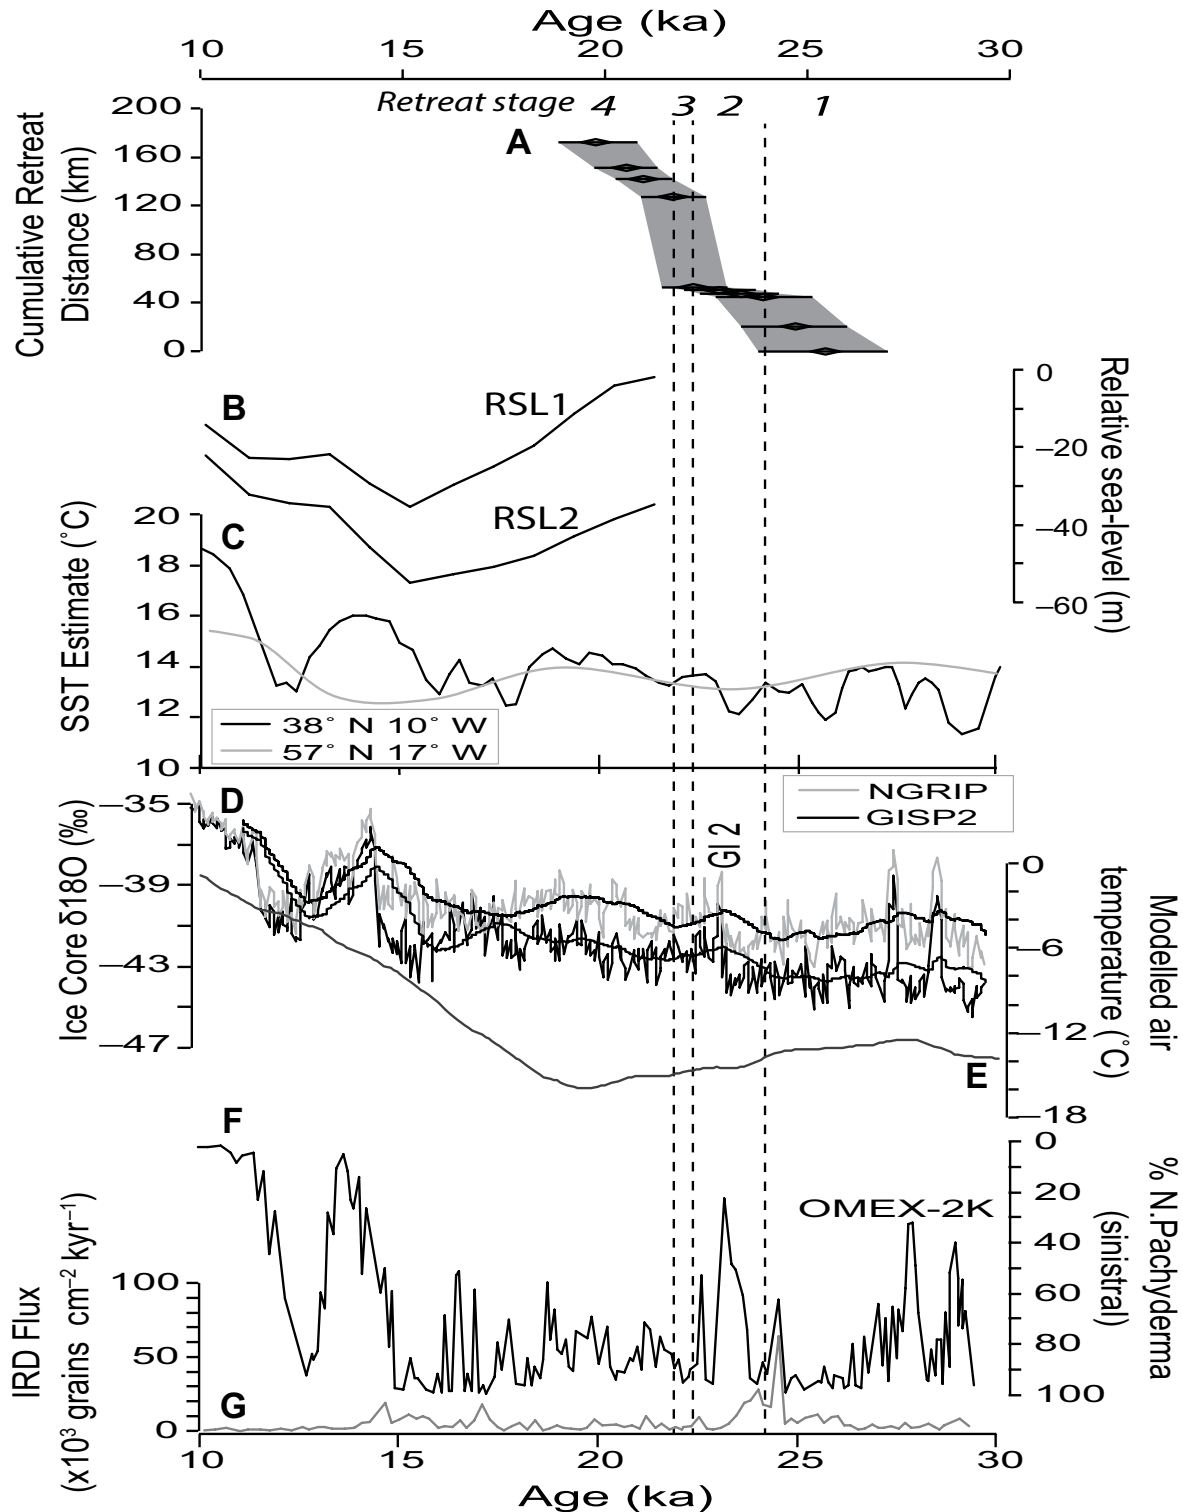 Age (ka)
10 15 20 25 30
Retreat stage 4 3 2 1
A
Cumulative Retreat
Distance (km)
200
160
120
80
40
0
B
RSL1
RSL2
Relative sea-level (m)
0
−20
−40
−60
C
SST Estimate (˚C)
20
18
16
14
12
10
38˚ N 10˚ W
57˚ N 17˚ W
NGRIP
GISP2
D
GI 2
Ice Core δ18O (‰)
−35
−39
−43
−47
Modelled air
temperature (˚C)
0
−6
−12
−18
E
F
OMEX-2K
% N.Pachyderma
(sinistral)
0
20
40
60
80
100
IRD Flux
(x10³ grains cm⁻² kyr⁻¹)
100
50
0
G
10 15 20 25 30
Age (ka)